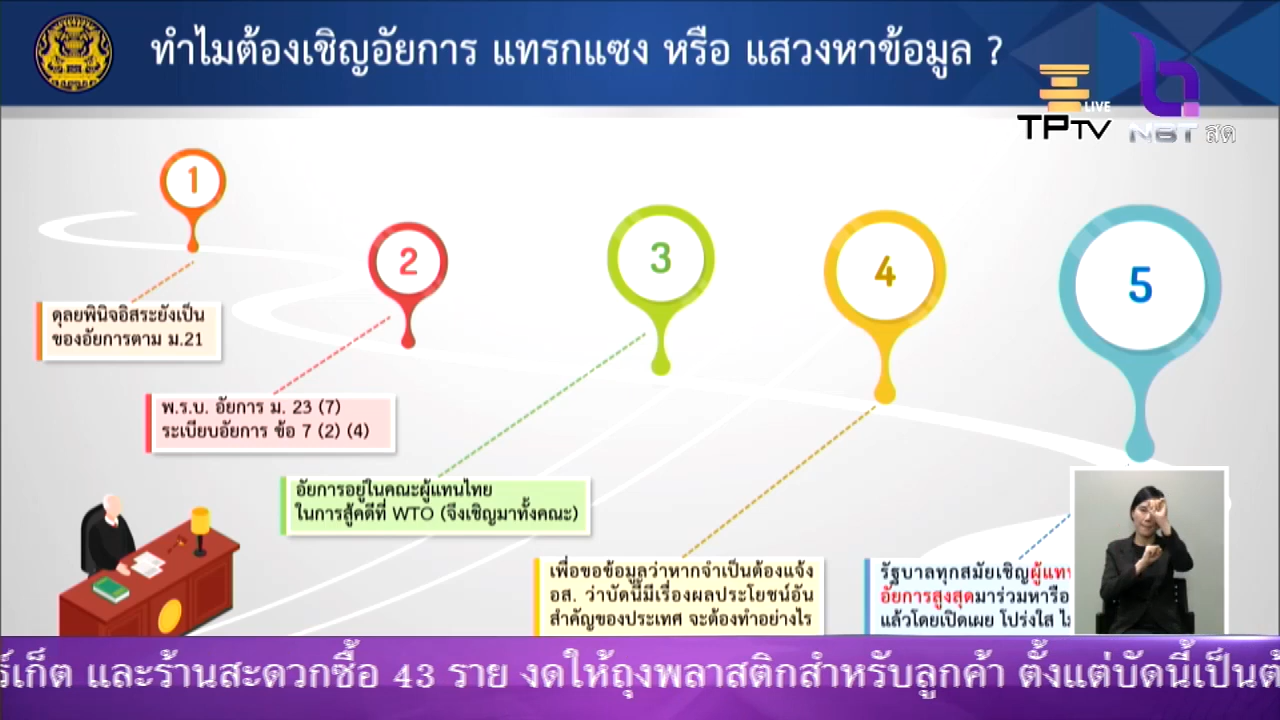 ทำไมต้องเชิญอัยการ แทรกแซง หรือ แสวงหาข้อมูล ?
LIVE
TPTV
NBT สด
1
2
3
4
5
ดุลยพินิจอิสระยังเป็น
ของอัยการตาม ม.21
พ.ร.บ. อัยการ ม. 23 (7)
ระเบียบอัยการ ข้อ 7 (2) (4)
อัยการอยู่ในคณะผู้แทนไทย
ในการสู้คดีที่ WTO (จึงเชิญมาทั้งคณะ)
เพื่อขอข้อมูลว่าหากจำเป็นต้องแจ้ง
อส. ว่าบัดนี้มีเรื่องผลประโยชน์อัน
สำคัญของประเทศ จะต้องทำอย่างไร
รัฐบาลทุกสมัยเชิญผู้แทน
อัยการสูงสุดมาร่วมหารือ
แล้วโดยเปิดเผย โปร่งใส
และร้านสะดวกซื้อ 43 ราย งดให้ถุงพลาสติกสำหรับลูกค้า ตั้งแต่บัดนี้เป็น